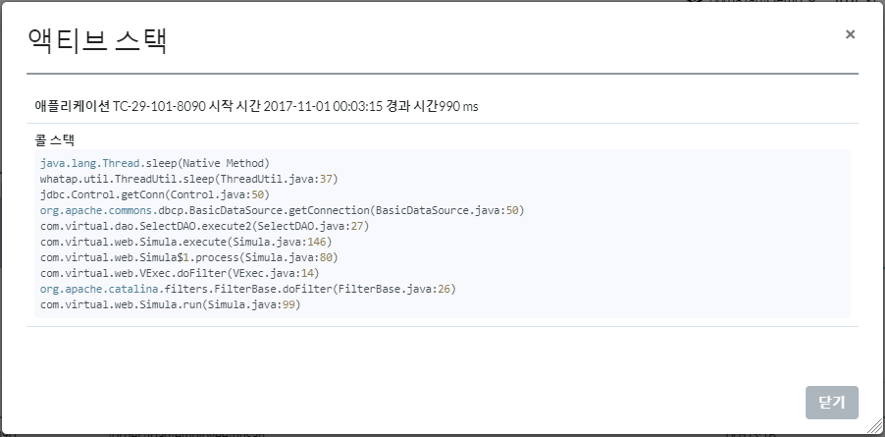 액티브 스택
×
애플리케이션 TC-29-101-8090 시작 시간 2017-11-01 00:03:15 경과 시간990 ms
콜 스택
java.lang.Thread.sleep(Native Method)
whatap.util.ThreadUtil.sleep(ThreadUtil.java:37)
jdbc.Control.getConn(Control.java:50)
org.apache.commons.dbcp.BasicDataSource.getConnection(BasicDataSource.java:50)
com.virtual.dao.SelectDAO.execute2(SelectDAO.java:27)
com.virtual.web.Simula.execute(Simula.java:146)
com.virtual.web.Simula$1.process(Simula.java:80)
com.virtual.web.VExec.doFilter(VExec.java:14)
org.apache.catalina.filters.FilterBase.doFilter(FilterBase.java:26)
com.virtual.web.Simula.run(Simula.java:99)
닫기